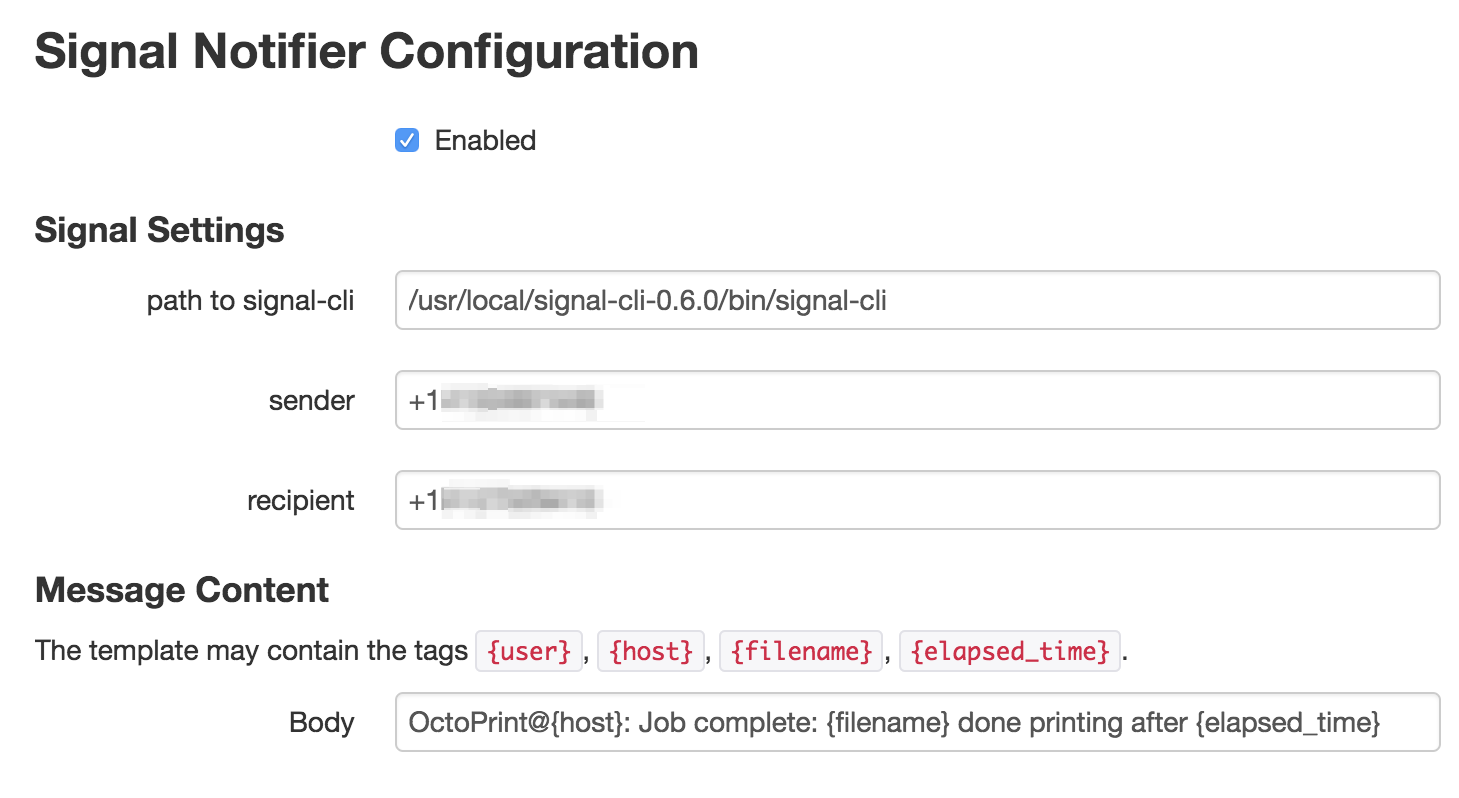 Signal Notifier Configuration
Enabled
Signal Settings
path to signal-cli /usr/local/signal-cli-0.6.0/bin/signal-cli
sender +1
recipient +1
Message Content
The template may contain the tags {user}, {host}, {filename}, {elapsed_time}.
Body OctoPrint@{host}: Job complete: {filename} done printing after {elapsed_time}